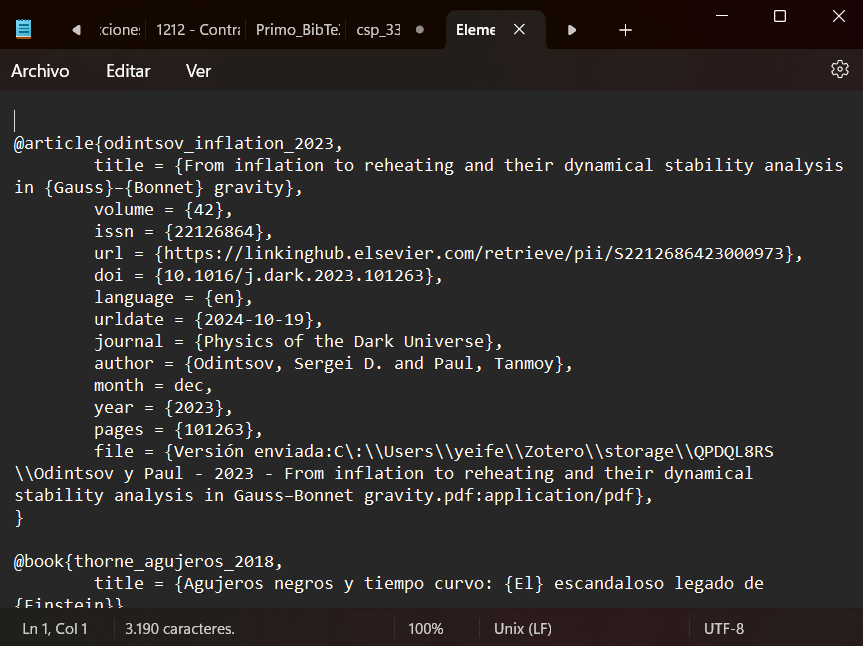 1212 - Contra
Primo_BibTe
csp_33
Eleme
Archivo
Editar
Ver
@article{odintsov_inflation_2023,
title = {From inflation to reheating and their dynamical stability analysis
in {Gauss}–{Bonnet} gravity},
volume = {42},
issn = {22126864},
url = {https://linkinghub.elsevier.com/retrieve/pii/S2212686423000973},
doi = {10.1016/j.dark.2023.101263},
language = {en},
urldate = {2024-10-19},
journal = {Physics of the Dark Universe},
author = {Odintsov, Sergei D. and Paul, Tanmoy},
month = dec,
year = {2023},
pages = {101263},
file = {Versión enviada:C\:\\Users\\yeife\\Zotero\\storage\\QPDQL8RS
\\Odintsov y Paul - 2023 - From inflation to reheating and their dynamical
stability analysis in Gauss–Bonnet gravity.pdf:application/pdf},
}
@book{thorne_agujeros_2018,
title = {Agujeros negros y tiempo curvo: {El} escandaloso legado de
{Einstein}}
Ln 1, Col 1
3.190 caracteres.
100%
Unix (LF)
UTF-8